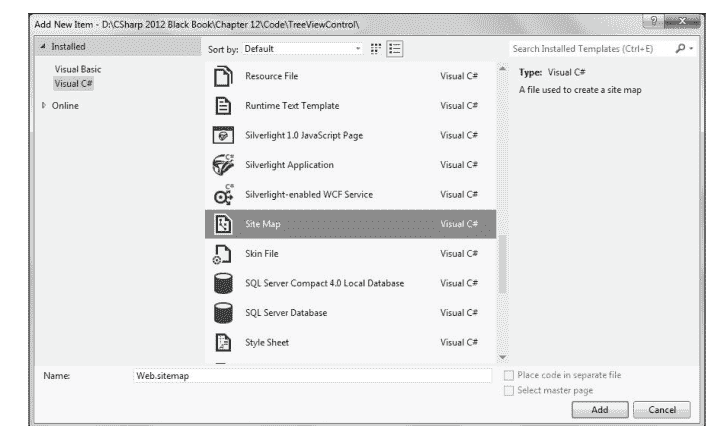 Add New Item - D:\CSharp 2012 Black Book\Chapter 12\Code\TreeViewControl\
Installed
Sort by: Default
Search Installed Templates (Ctrl+E)
Visual Basic
Visual C#
Online
Resource File Visual C#
Runtime Text Template Visual C#
Silverlight 1.0 JavaScript Page Visual C#
Silverlight Application Visual C#
Silverlight-enabled WCF Service Visual C#
Site Map Visual C#
Skin File Visual C#
SQL Server Compact 4.0 Local Database Visual C#
SQL Server Database Visual C#
Style Sheet Visual C#
Type: Visual C#
A file used to create a site map
Name: Web.sitemap
Place code in separate file
Select master page
Add Cancel